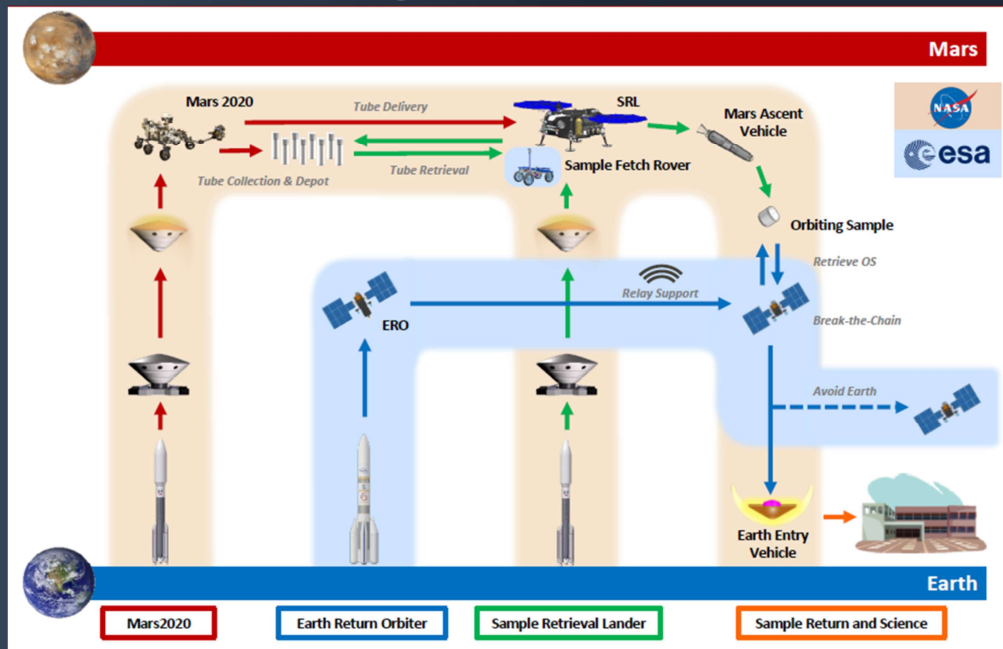 Mars
Mars 2020
Tube Delivery
SRL
Mars Ascent
Vehicle
NASA
esa
Tube Collection & Depot
Tube Retrieval
Sample Fetch Rover
Orbiting Sample
Retrieve OS
Relay Support
ERO
Break-the-Chain
Avoid Earth
Earth Entry
Vehicle
Earth
Mars2020
Earth Return Orbiter
Sample Retrieval Lander
Sample Return and Science